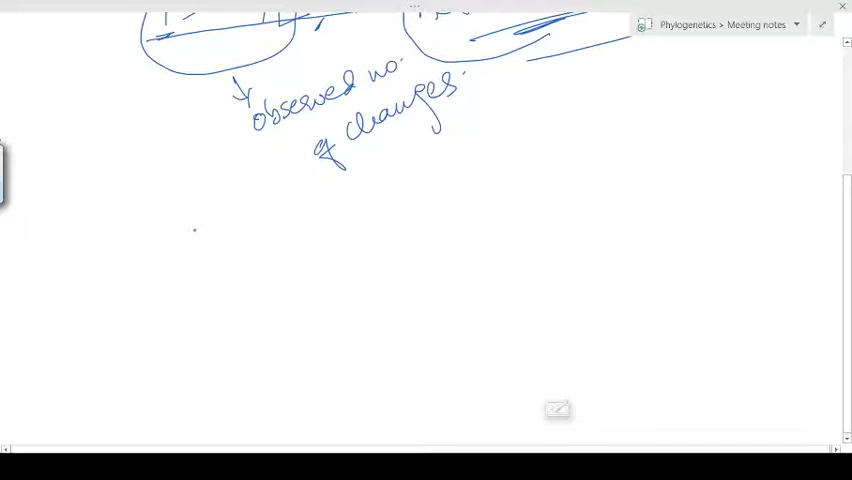 Phylogenetics > Meeting notes
observed no.
of changes.